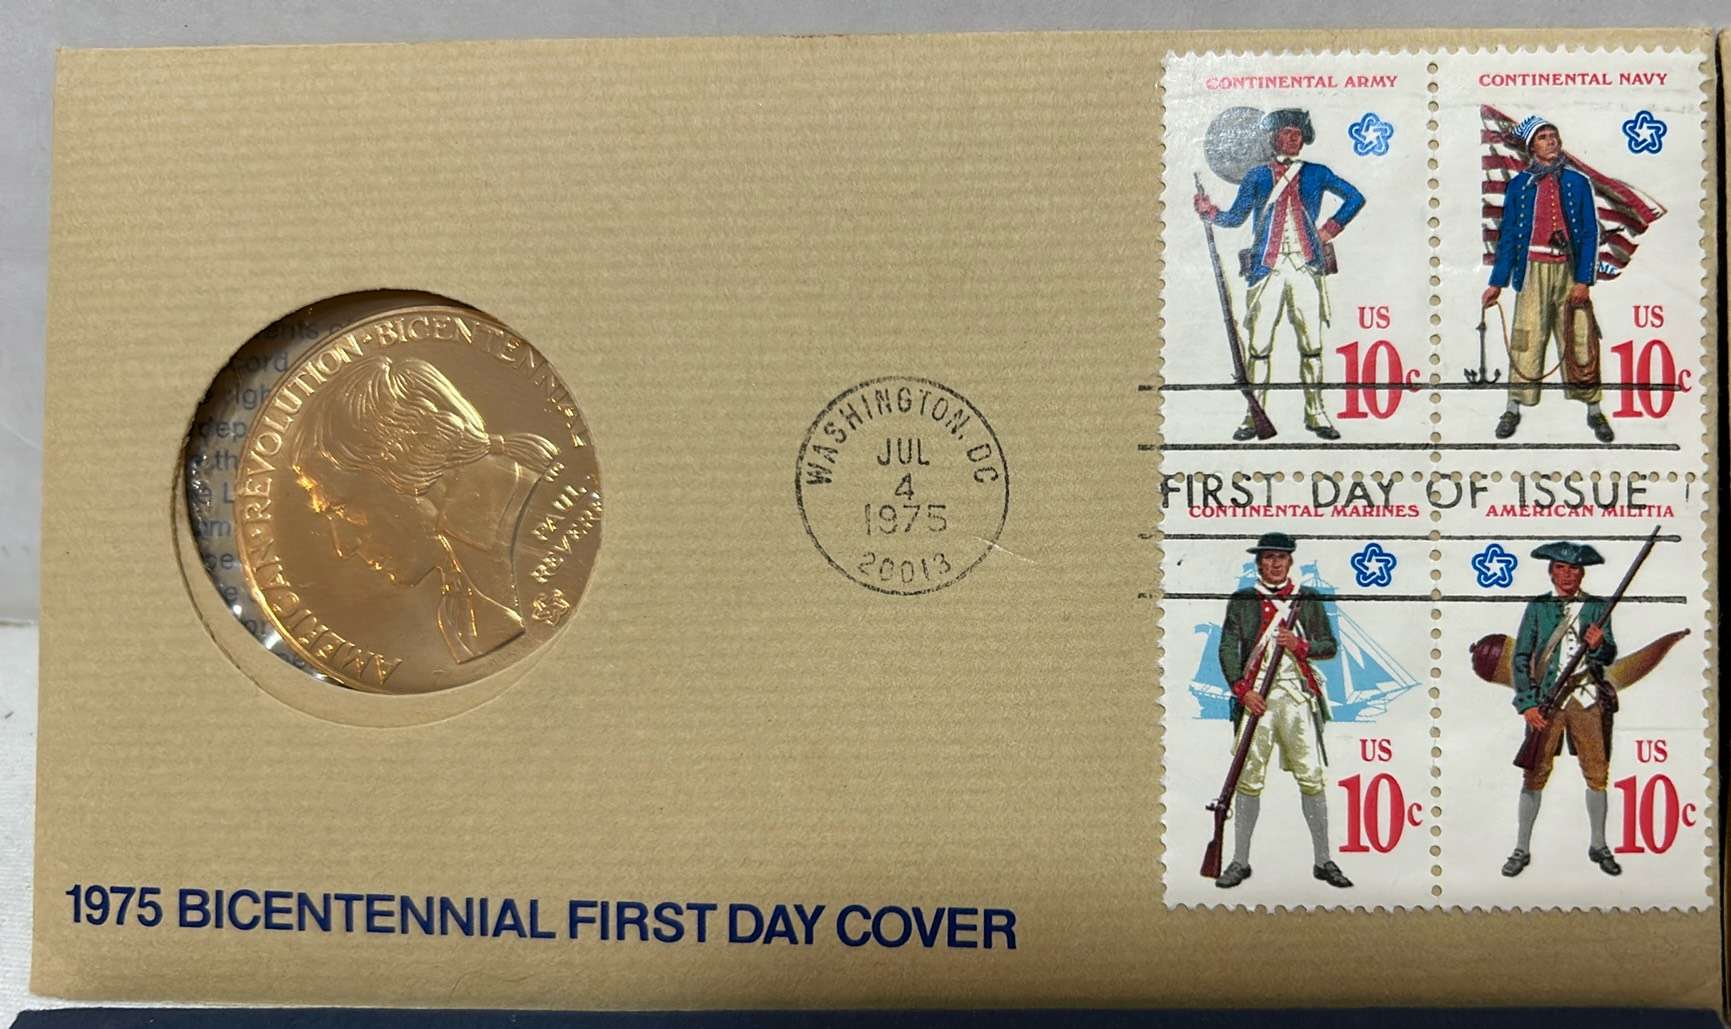 AMERICAN·REVOLUTION·BICENTENNIAL
PAUL
REVERE
WASHINGTON, DC
JUL
4
1975
20013
CONTINENTAL ARMY
US
10c
CONTINENTAL NAVY
US
10c
FIRST DAY OF ISSUE
CONTINENTAL MARINES
US
10c
AMERICAN MILITIA
US
10c
1975 BICENTENNIAL FIRST DAY COVER